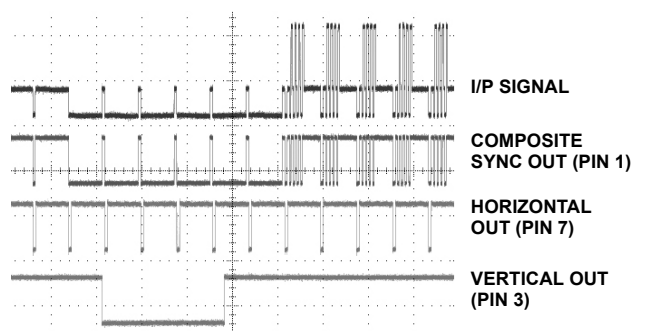 I/P SIGNAL
COMPOSITE
SYNC OUT (PIN 1)
HORIZONTAL
OUT (PIN 7)
VERTICAL OUT
(PIN 3)